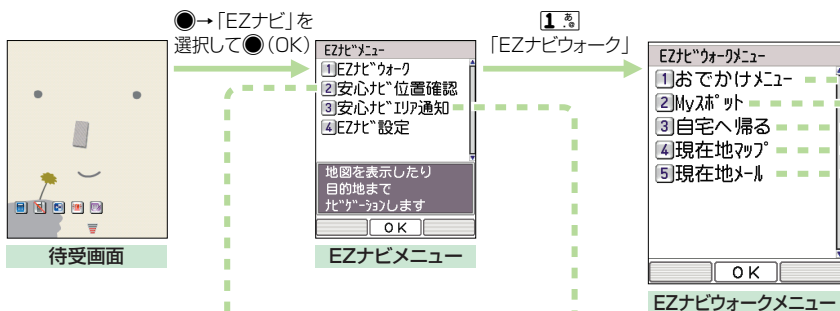 ●→「EZナビ」を
選択して●(OK)
待受画面
EZﾅﾋﾞﾒﾆｭｰ
1EZﾅﾋﾞｳｫｰｸ
2安心ﾅﾋﾞ位置確認
3安心ﾅﾋﾞｴﾘｱ通知
4EZﾅﾋﾞ設定
地図を表示したり
目的地まで
ﾅﾋﾞｹﾞｰｼｮﾝします
OK
EZナビメニュー
1
「EZナビウォーク」
EZﾅﾋﾞｳｫｰｸﾒﾆｭｰ
1おでかけﾒﾆｭｰ
2Myｽﾎﾟｯﾄ
3自宅へ帰る
4現在地ﾏｯﾌﾟ
5現在地ﾒｰﾙ
OK
EZナビウォークメニュー